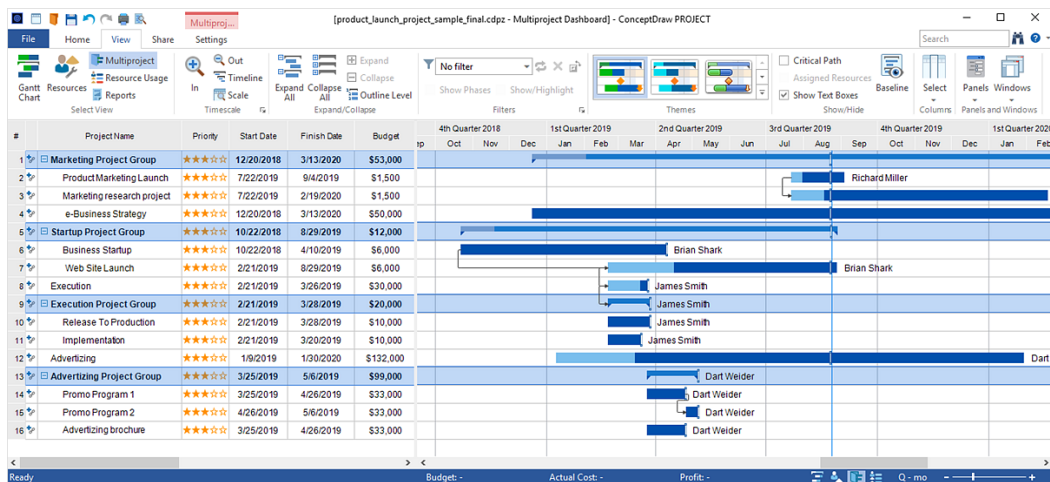 Multiproj...
[product_launch_project_sample_final.cdpz - Multiproject Dashboard] - ConceptDraw PROJECT
File Home View Share Settings
Search
Gantt Chart
Resources
Multiproject
Resource Usage
Reports
Select View
In
Out
Timeline
Scale
Timescale
Expand All
Collapse All
Expand
Collapse
Outline Level
Expand/Collapse
No filter
Show Phases Show/Highlight
Filters
Themes
Critical Path
Assigned Resources
Show Text Boxes
Baseline
Show/Hide
Select
Columns
Panels
Windows
Panels and Windows
# Project Name Priority Start Date Finish Date Budget
4th Quarter 2018 1st Quarter 2019 2nd Quarter 2019 3rd Quarter 2019 4th Quarter 2019 1st Quarter 2020
ep Oct Nov Dec Jan Feb Mar Apr May Jun Jul Aug Sep Oct Nov Dec Jan Feb
1 Marketing Project Group ★★★☆☆ 12/20/2018 3/13/2020 $53,000
2 Product Marketing Launch ★★★☆☆ 7/22/2019 9/4/2019 $1,500 Richard Miller
3 Marketing research project ★★★☆☆ 7/22/2019 2/19/2020 $1,500
4 e-Business Strategy ★★★☆☆ 12/20/2018 3/13/2020 $50,000
5 Startup Project Group ★★★☆☆ 10/22/2018 8/29/2019 $12,000
6 Business Startup ★★★☆☆ 10/22/2018 4/10/2019 $6,000 Brian Shark
7 Web Site Launch ★★★☆☆ 2/21/2019 8/29/2019 $6,000 Brian Shark
8 Execution ★★★☆☆ 2/21/2019 3/26/2019 $30,000 James Smith
9 Execution Project Group ★★★☆☆ 2/21/2019 3/28/2019 $20,000 James Smith
10 Release To Production ★★★☆☆ 2/21/2019 3/28/2019 $10,000 James Smith
11 Implementation ★★★☆☆ 2/21/2019 3/20/2019 $10,000 James Smith
12 Advertizing ★★★☆☆ 1/9/2019 1/30/2020 $132,000 Dart
13 Advertizing Project Group ★★★☆☆ 3/25/2019 5/6/2019 $99,000 Dart Weider
14 Promo Program 1 ★★★☆☆ 3/25/2019 4/26/2019 $33,000 Dart Weider
15 Promo Program 2 ★★★☆☆ 4/26/2019 5/6/2019 $33,000 Dart Weider
16 Advertizing brochure ★★★☆☆ 3/25/2019 4/26/2019 $33,000 Dart Weider
Ready Budget: - Actual Cost: - Profit: - Q - mo